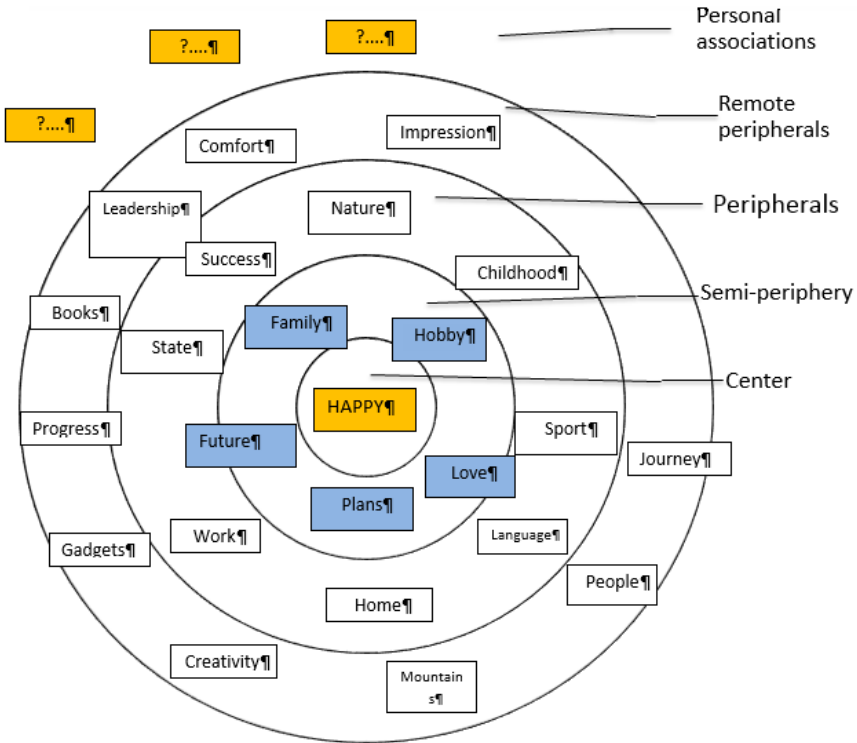 Personal
associations
?....¶
?....¶
?....¶
Remote
peripherals
Comfort¶
Impression¶
Leadership¶
Nature¶
Peripherals
Success¶
Childhood¶
Semi-periphery
Books¶
Family¶
Hobby¶
State¶
Center
HAPPY¶
Progress¶
Future¶
Sport¶
Journey¶
Love¶
Plans¶
Work¶
Language¶
Gadgets¶
People¶
Home¶
Creativity¶
Mountain
s¶